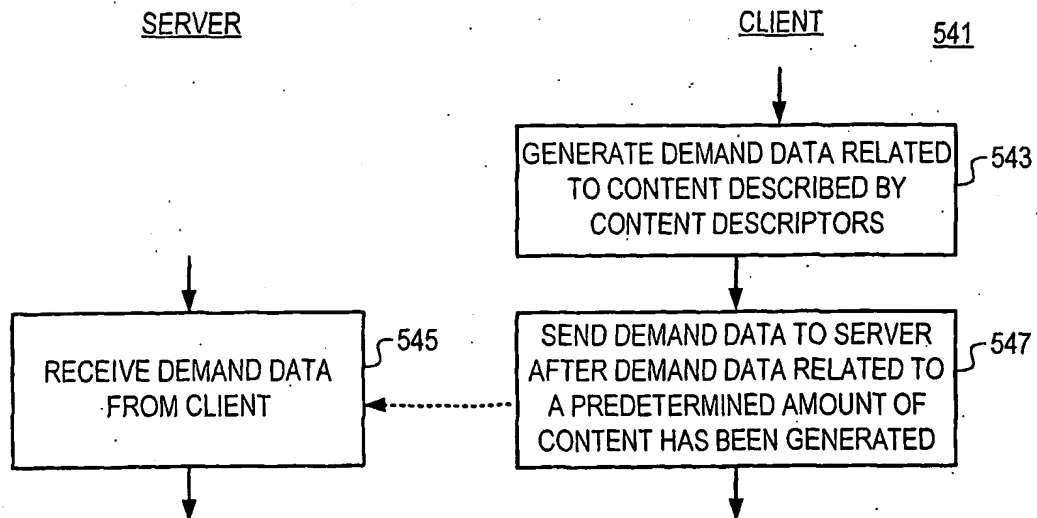 SERVER
CLIENT
541
GENERATE DEMAND DATA RELATED
TO CONTENT DESCRIBED BY
CONTENT DESCRIPTORS
543
RECEIVE DEMAND DATA
FROM CLIENT
545
SEND DEMAND DATA TO SERVER
AFTER DEMAND DATA RELATED TO
A PREDETERMINED AMOUNT OF
CONTENT HAS BEEN GENERATED
547